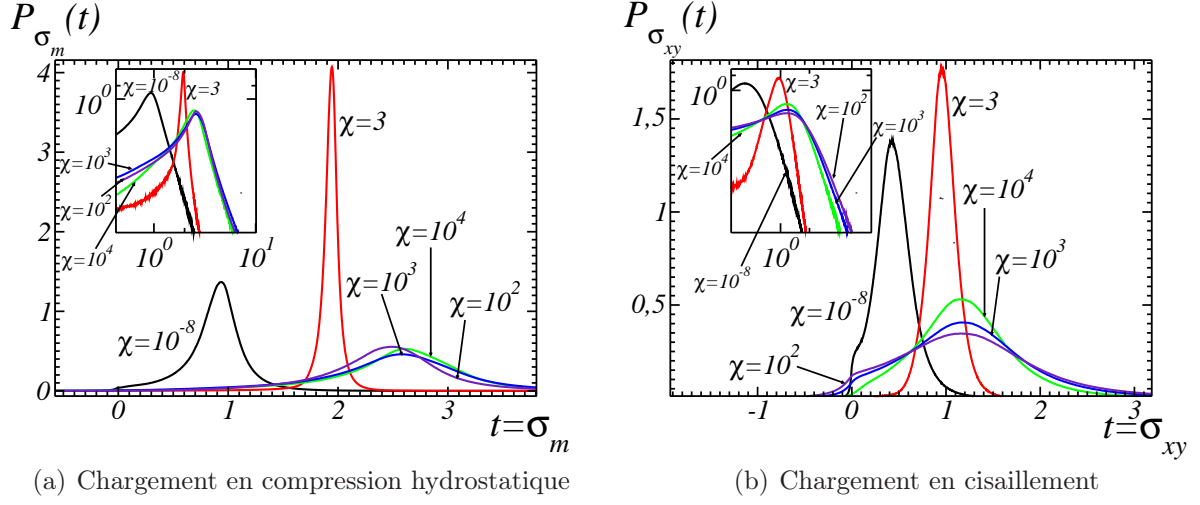 P_σ_m (t)
4
3
2
1
0
0
1
2
3
t=σ_m
χ=3
χ=10^4
χ=10^3
χ=10^2
χ=10^-8
χ=10^-8
χ=3
10^0
χ=10^3
χ=10^2
χ=10^4
10^0
10^1
(a) Chargement en compression hydrostatique
P_σ_xy (t)
1,5
1
0,5
-1
0
1
2
3
t=σ_xy
χ=3
χ=10^4
χ=10^3
χ=10^-8
χ=10^2
10^0
χ=3
χ=10^2
χ=10^3
χ=10^4
χ=10^-8
10^0
(b) Chargement en cisaillement